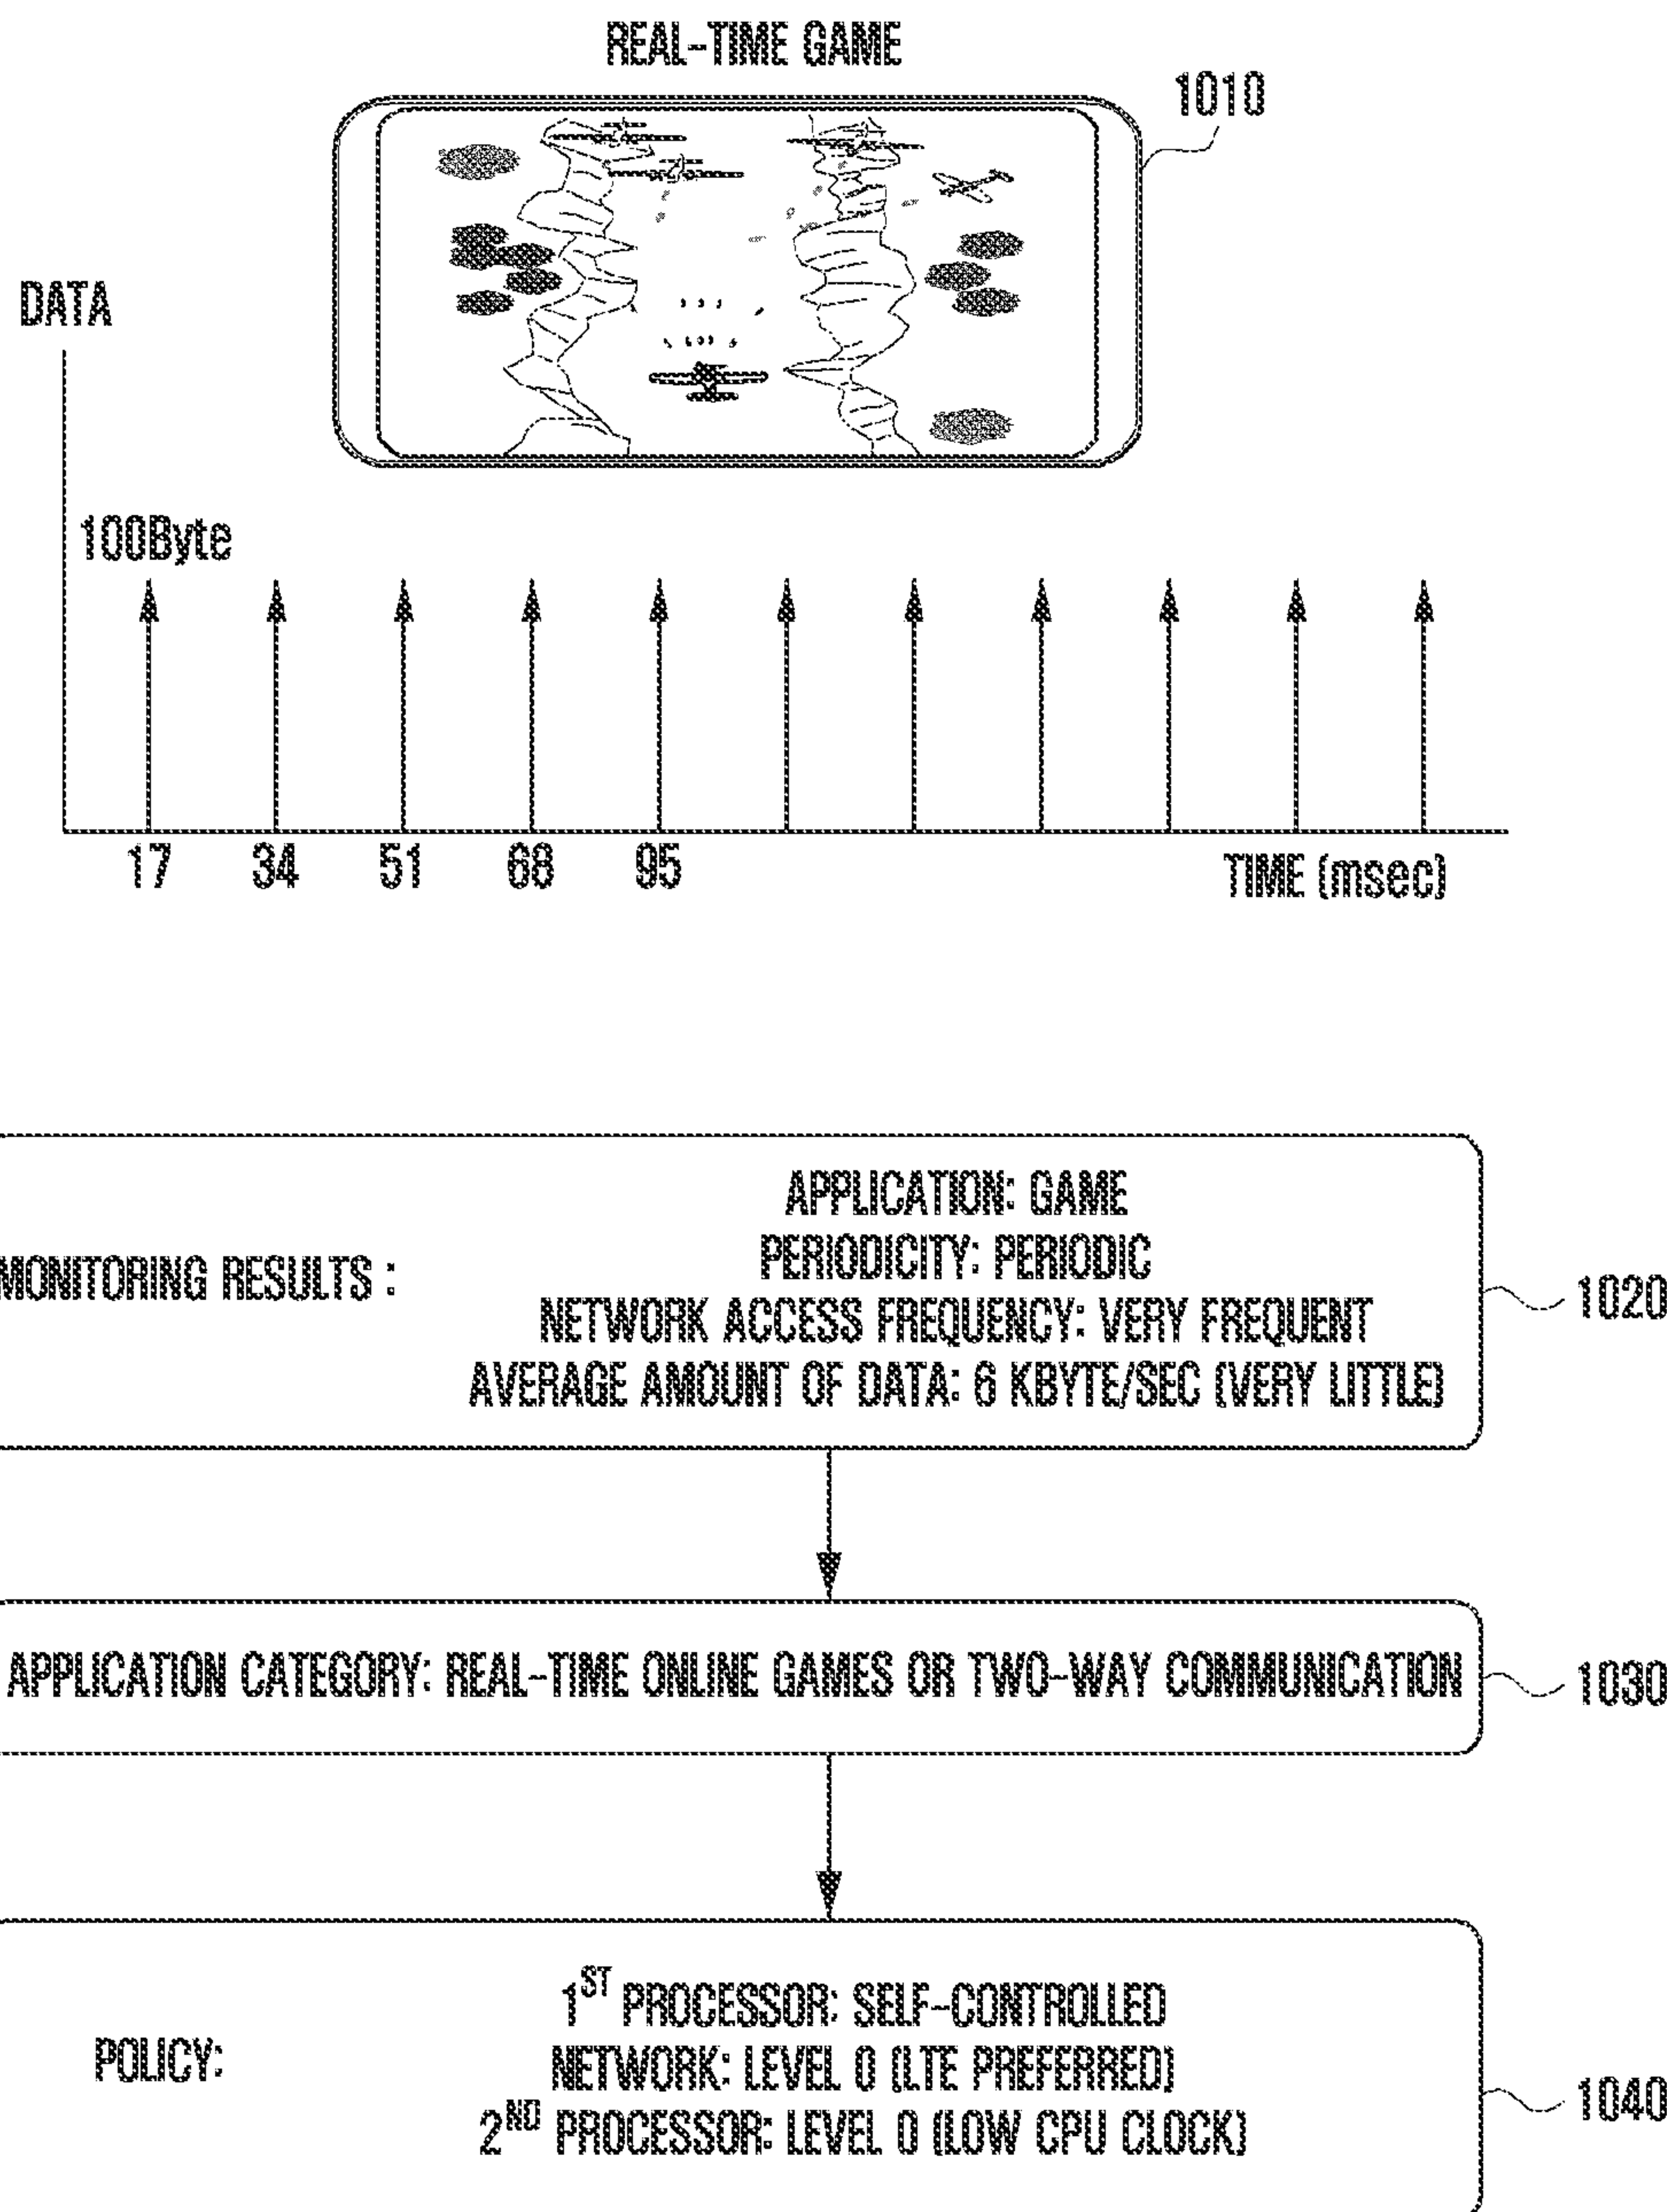 REAL-TIME GAME
1010
DATA
100Byte
17 34 51 68 95
TIME (msec)
MONITORING RESULTS :
APPLICATION: GAME
PERIODICITY: PERIODIC
NETWORK ACCESS FREQUENCY: VERY FREQUENT
AVERAGE AMOUNT OF DATA: 6 KBYTE/SEC (VERY LITTLE)
1020
APPLICATION CATEGORY: REAL-TIME ONLINE GAMES OR TWO-WAY COMMUNICATION
1030
POLICY:
1ST PROCESSOR: SELF-CONTROLLED
NETWORK: LEVEL 0 (LTE PREFERRED)
2ND PROCESSOR: LEVEL 0 (LOW CPU CLOCK)
1040